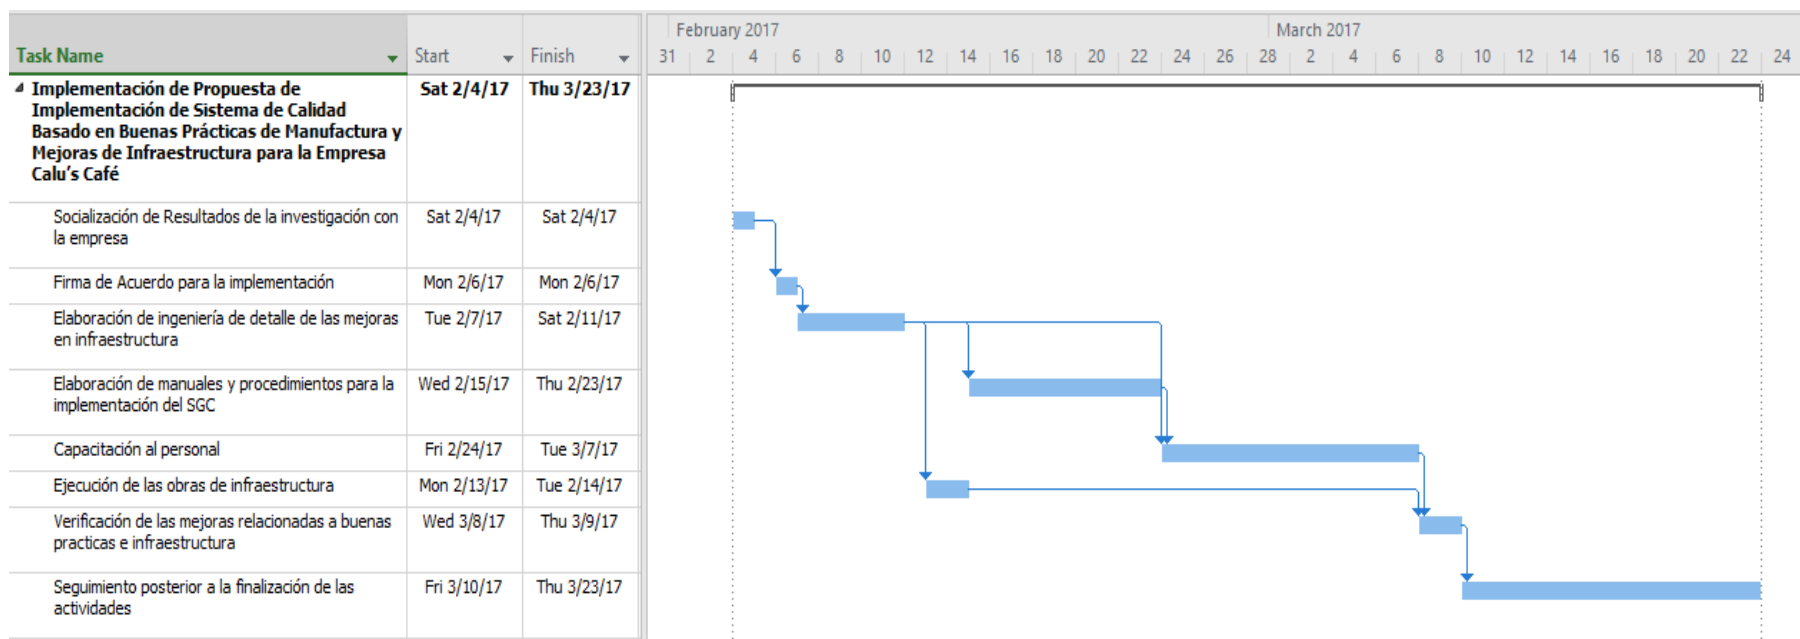 February 2017 March 2017
Task Name Start Finish 31 2 4 6 8 10 12 14 16 18 20 22 24 26 28 2 4 6 8 10 12 14 16 18 20 22 24
Implementación de Propuesta de Sat 2/4/17 Thu 3/23/17
Implementación de Sistema de Calidad
Basado en Buenas Prácticas de Manufactura y
Mejoras de Infraestructura para la Empresa
Calu’s Café
Socialización de Resultados de la investigación con Sat 2/4/17 Sat 2/4/17
la empresa
Firma de Acuerdo para la implementación Mon 2/6/17 Mon 2/6/17
Elaboración de ingeniería de detalle de las mejoras Tue 2/7/17 Sat 2/11/17
en infraestructura
Elaboración de manuales y procedimientos para la Wed 2/15/17 Thu 2/23/17
implementación del SGC
Capacitación al personal Fri 2/24/17 Tue 3/7/17
Ejecución de las obras de infraestructura Mon 2/13/17 Tue 2/14/17
Verificación de las mejoras relacionadas a buenas Wed 3/8/17 Thu 3/9/17
practicas e infraestructura
Seguimiento posterior a la finalización de las Fri 3/10/17 Thu 3/23/17
actividades